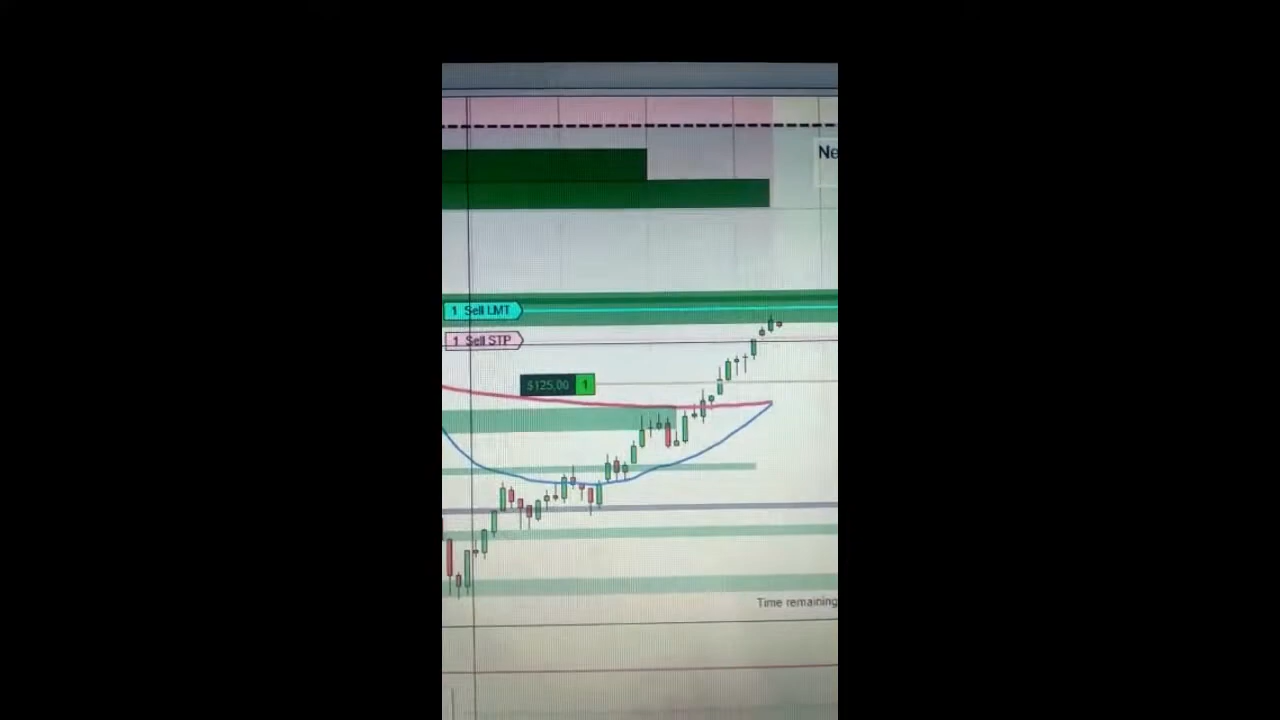 Ne
1 Sell LMT
1 Sell STP
$125.00 1
Time remaining